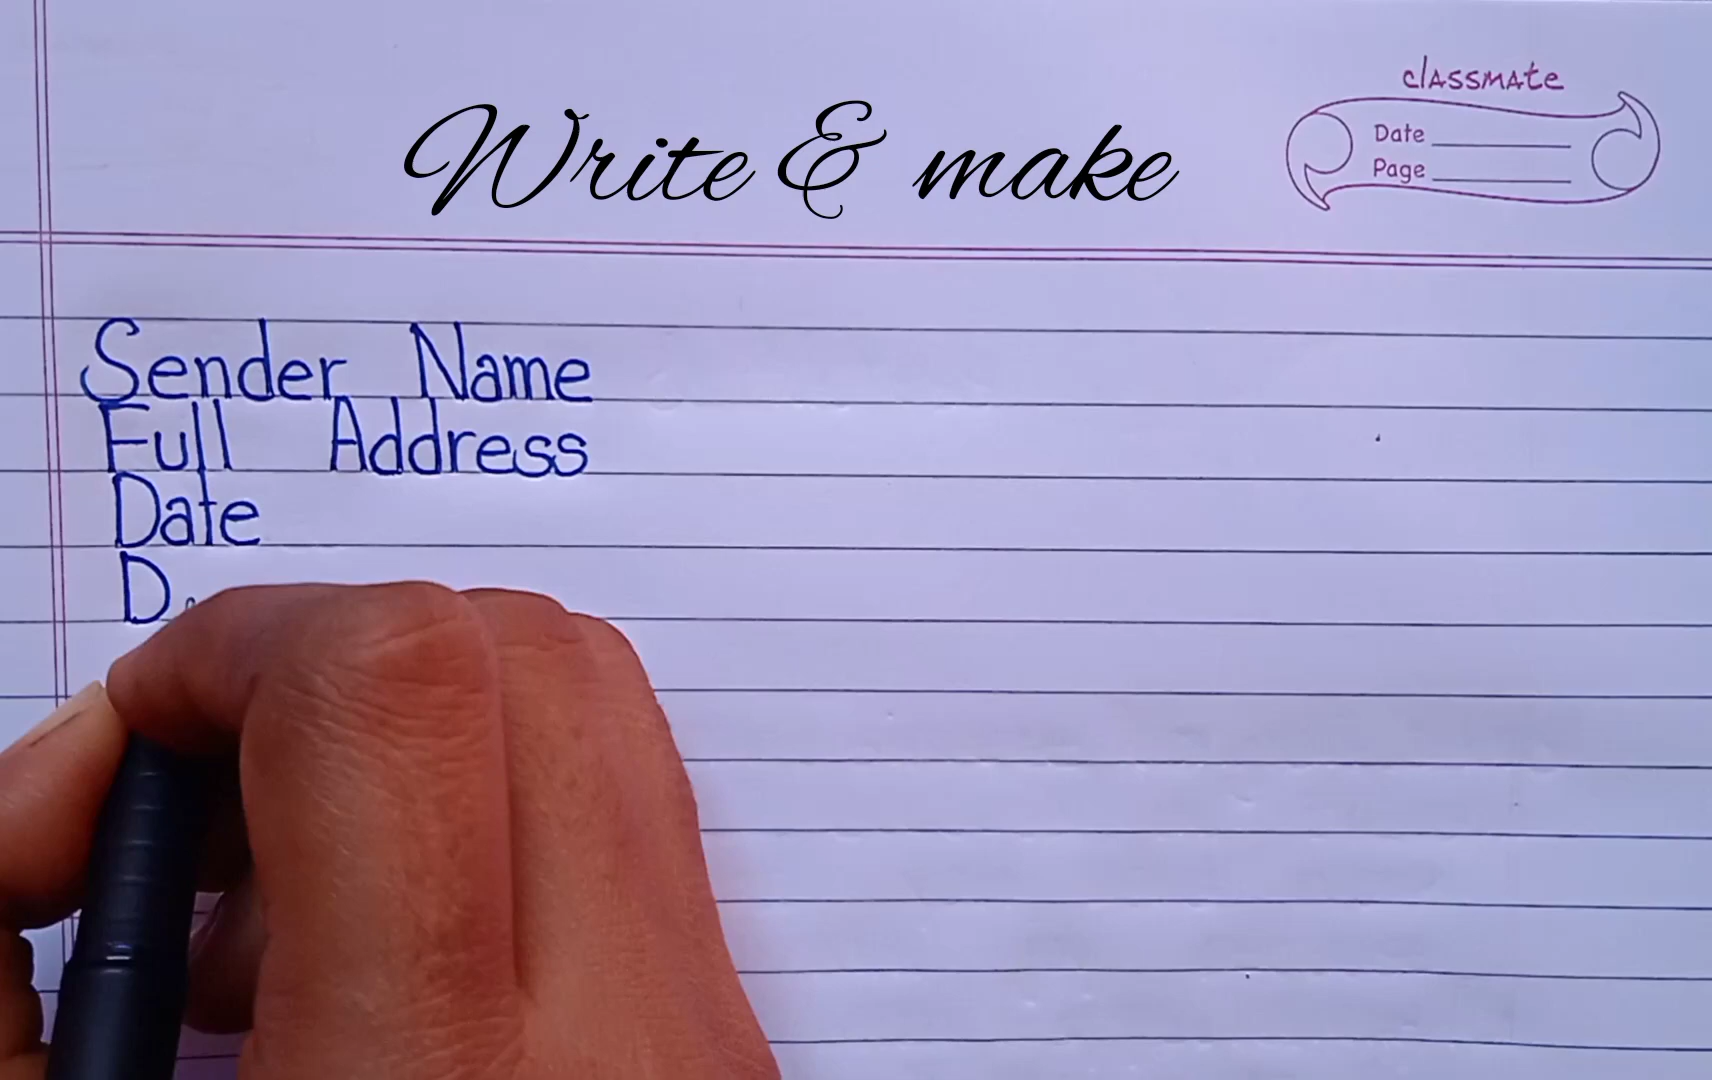 Write & make
classmate
Date
Page
Sender Name
Full Address
Date